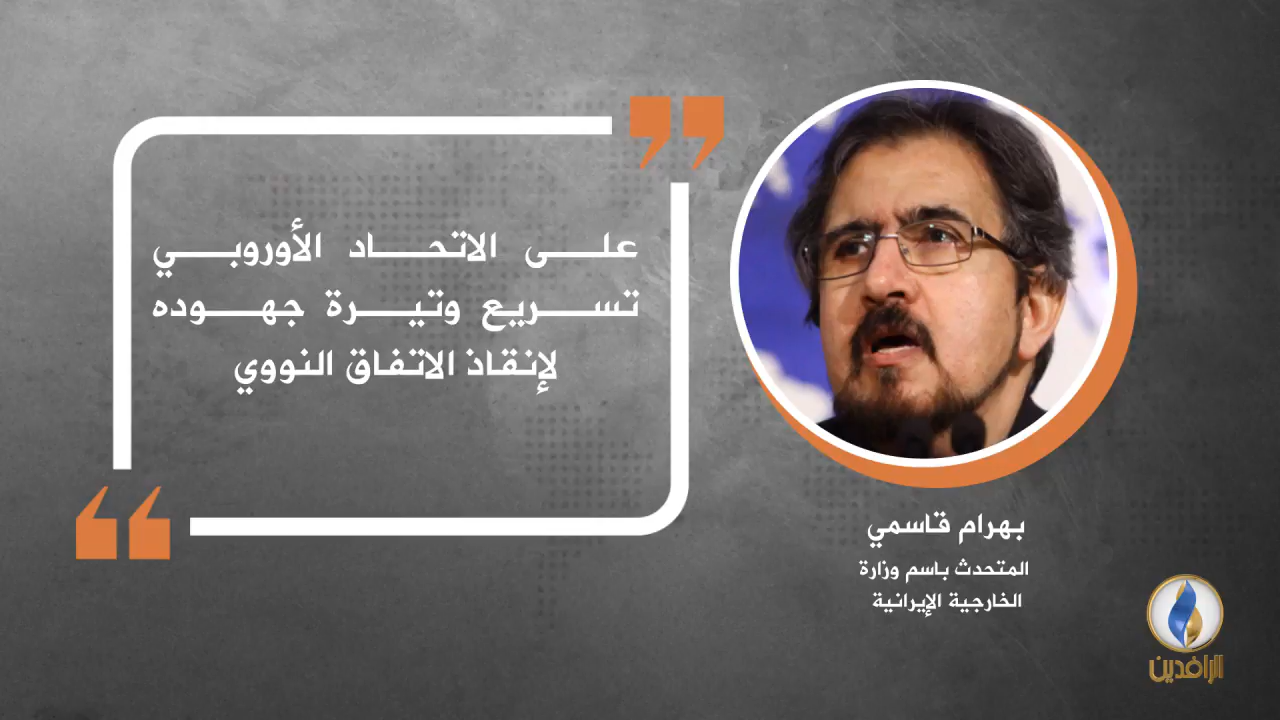 على الاتحاد الأوروبي
تسريع وتيرة جهوده
لإنقاذ الاتفاق النووي
بهرام قاسمي
المتحدث باسم وزارة
الخارجية الإيرانية
الرافدين